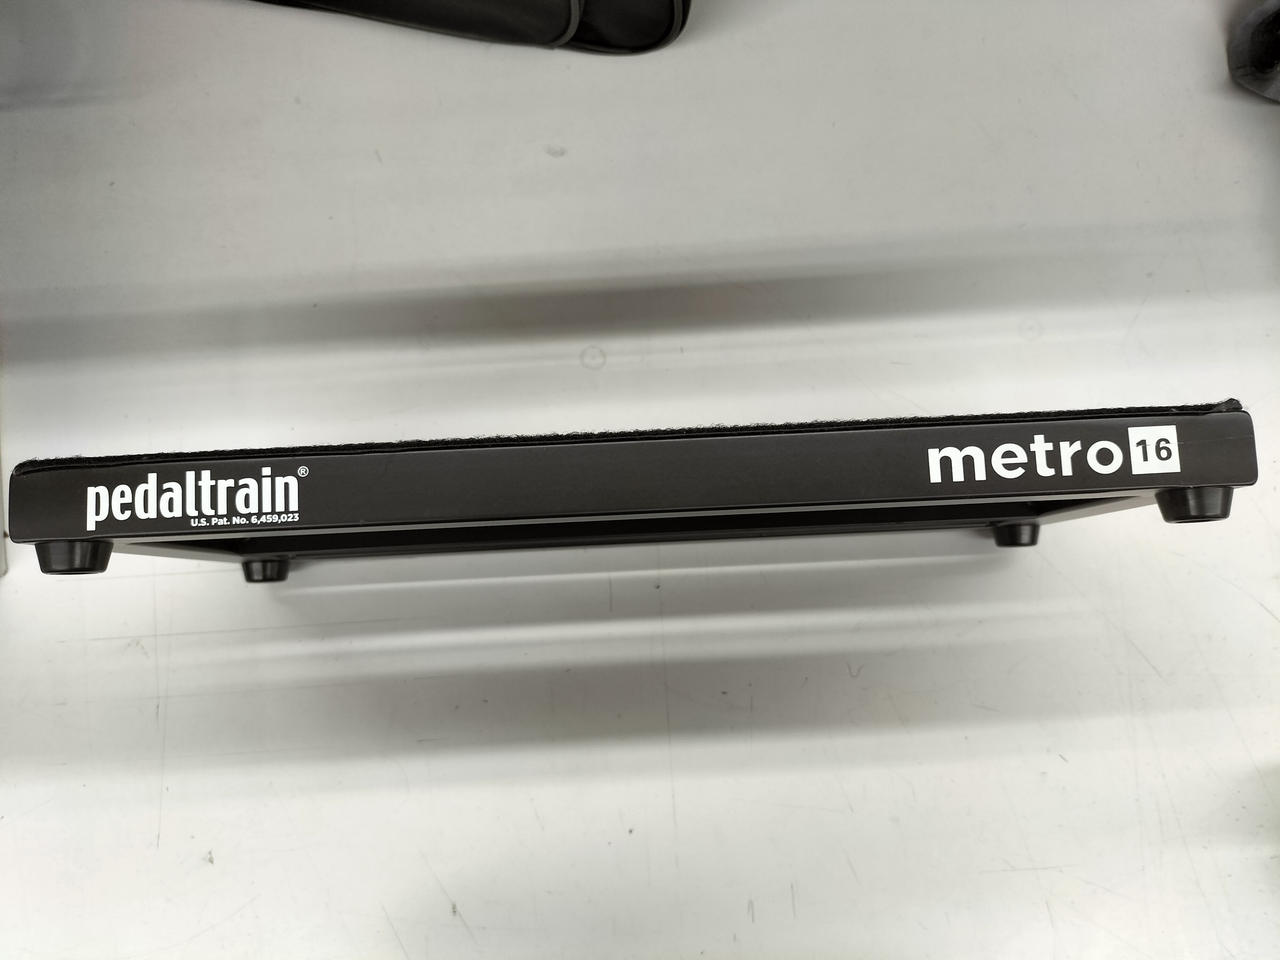 pedaltrain®
U.S. Pat. No. 6,459,023
metro 16